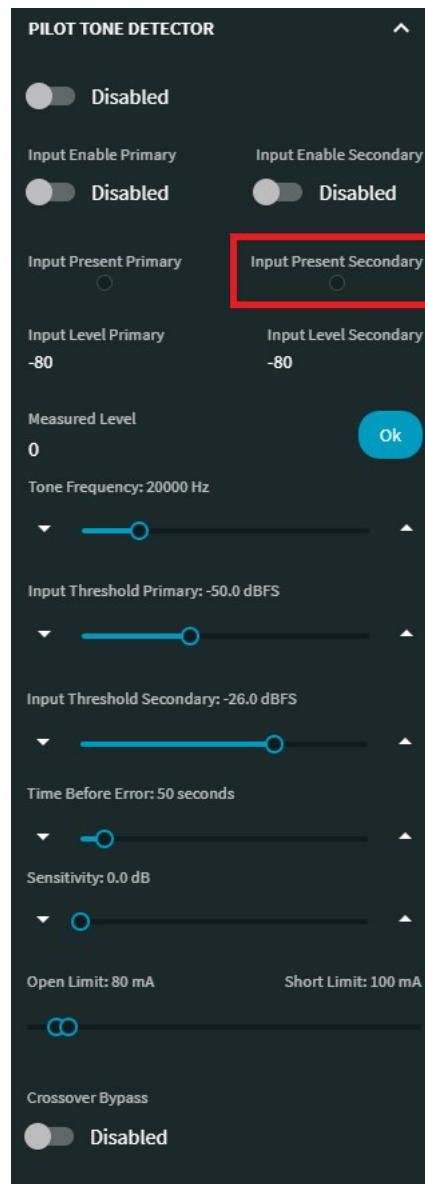 PILOT TONE DETECTOR
Disabled
Input Enable Primary Input Enable Secondary
Disabled Disabled
Input Present Primary Input Present Secondary
Input Level Primary Input Level Secondary
-80 -80
Measured Level
0
Ok
Tone Frequency: 20000 Hz
Input Threshold Primary: -50.0 dBFS
Input Threshold Secondary: -26.0 dBFS
Time Before Error: 50 seconds
Sensitivity: 0.0 dB
Open Limit: 80 mA Short Limit: 100 mA
Crossover Bypass
Disabled